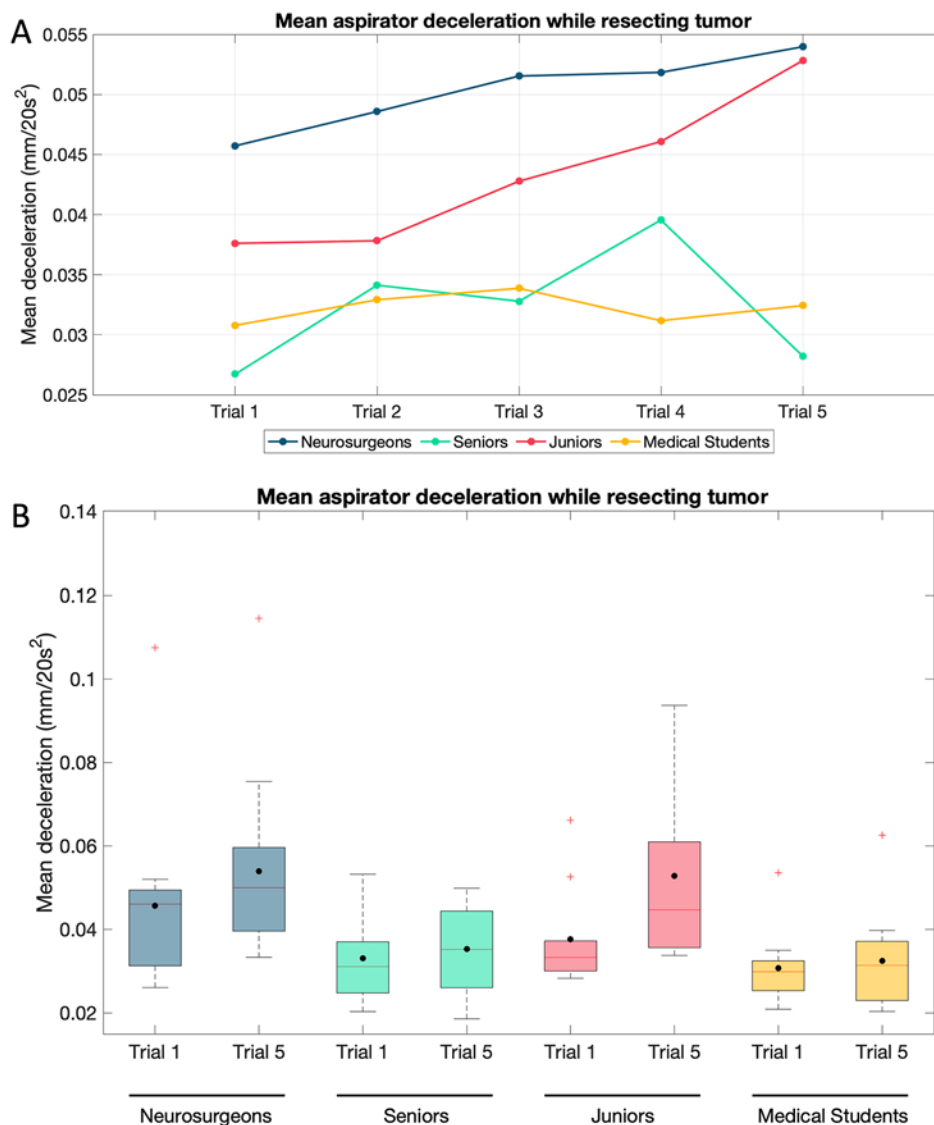 A
Mean aspirator deceleration while resecting tumor
Mean deceleration (mm/20s²)
0.055
0.05
0.045
0.04
0.035
0.03
0.025
Trial 1 Trial 2 Trial 3 Trial 4 Trial 5
Neurosurgeons Seniors Juniors Medical Students
B
Mean aspirator deceleration while resecting tumor
Mean deceleration (mm/20s²)
0.14
0.12
0.1
0.08
0.06
0.04
0.02
Trial 1 Trial 5 Trial 1 Trial 5 Trial 1 Trial 5 Trial 1 Trial 5
Neurosurgeons Seniors Juniors Medical Students